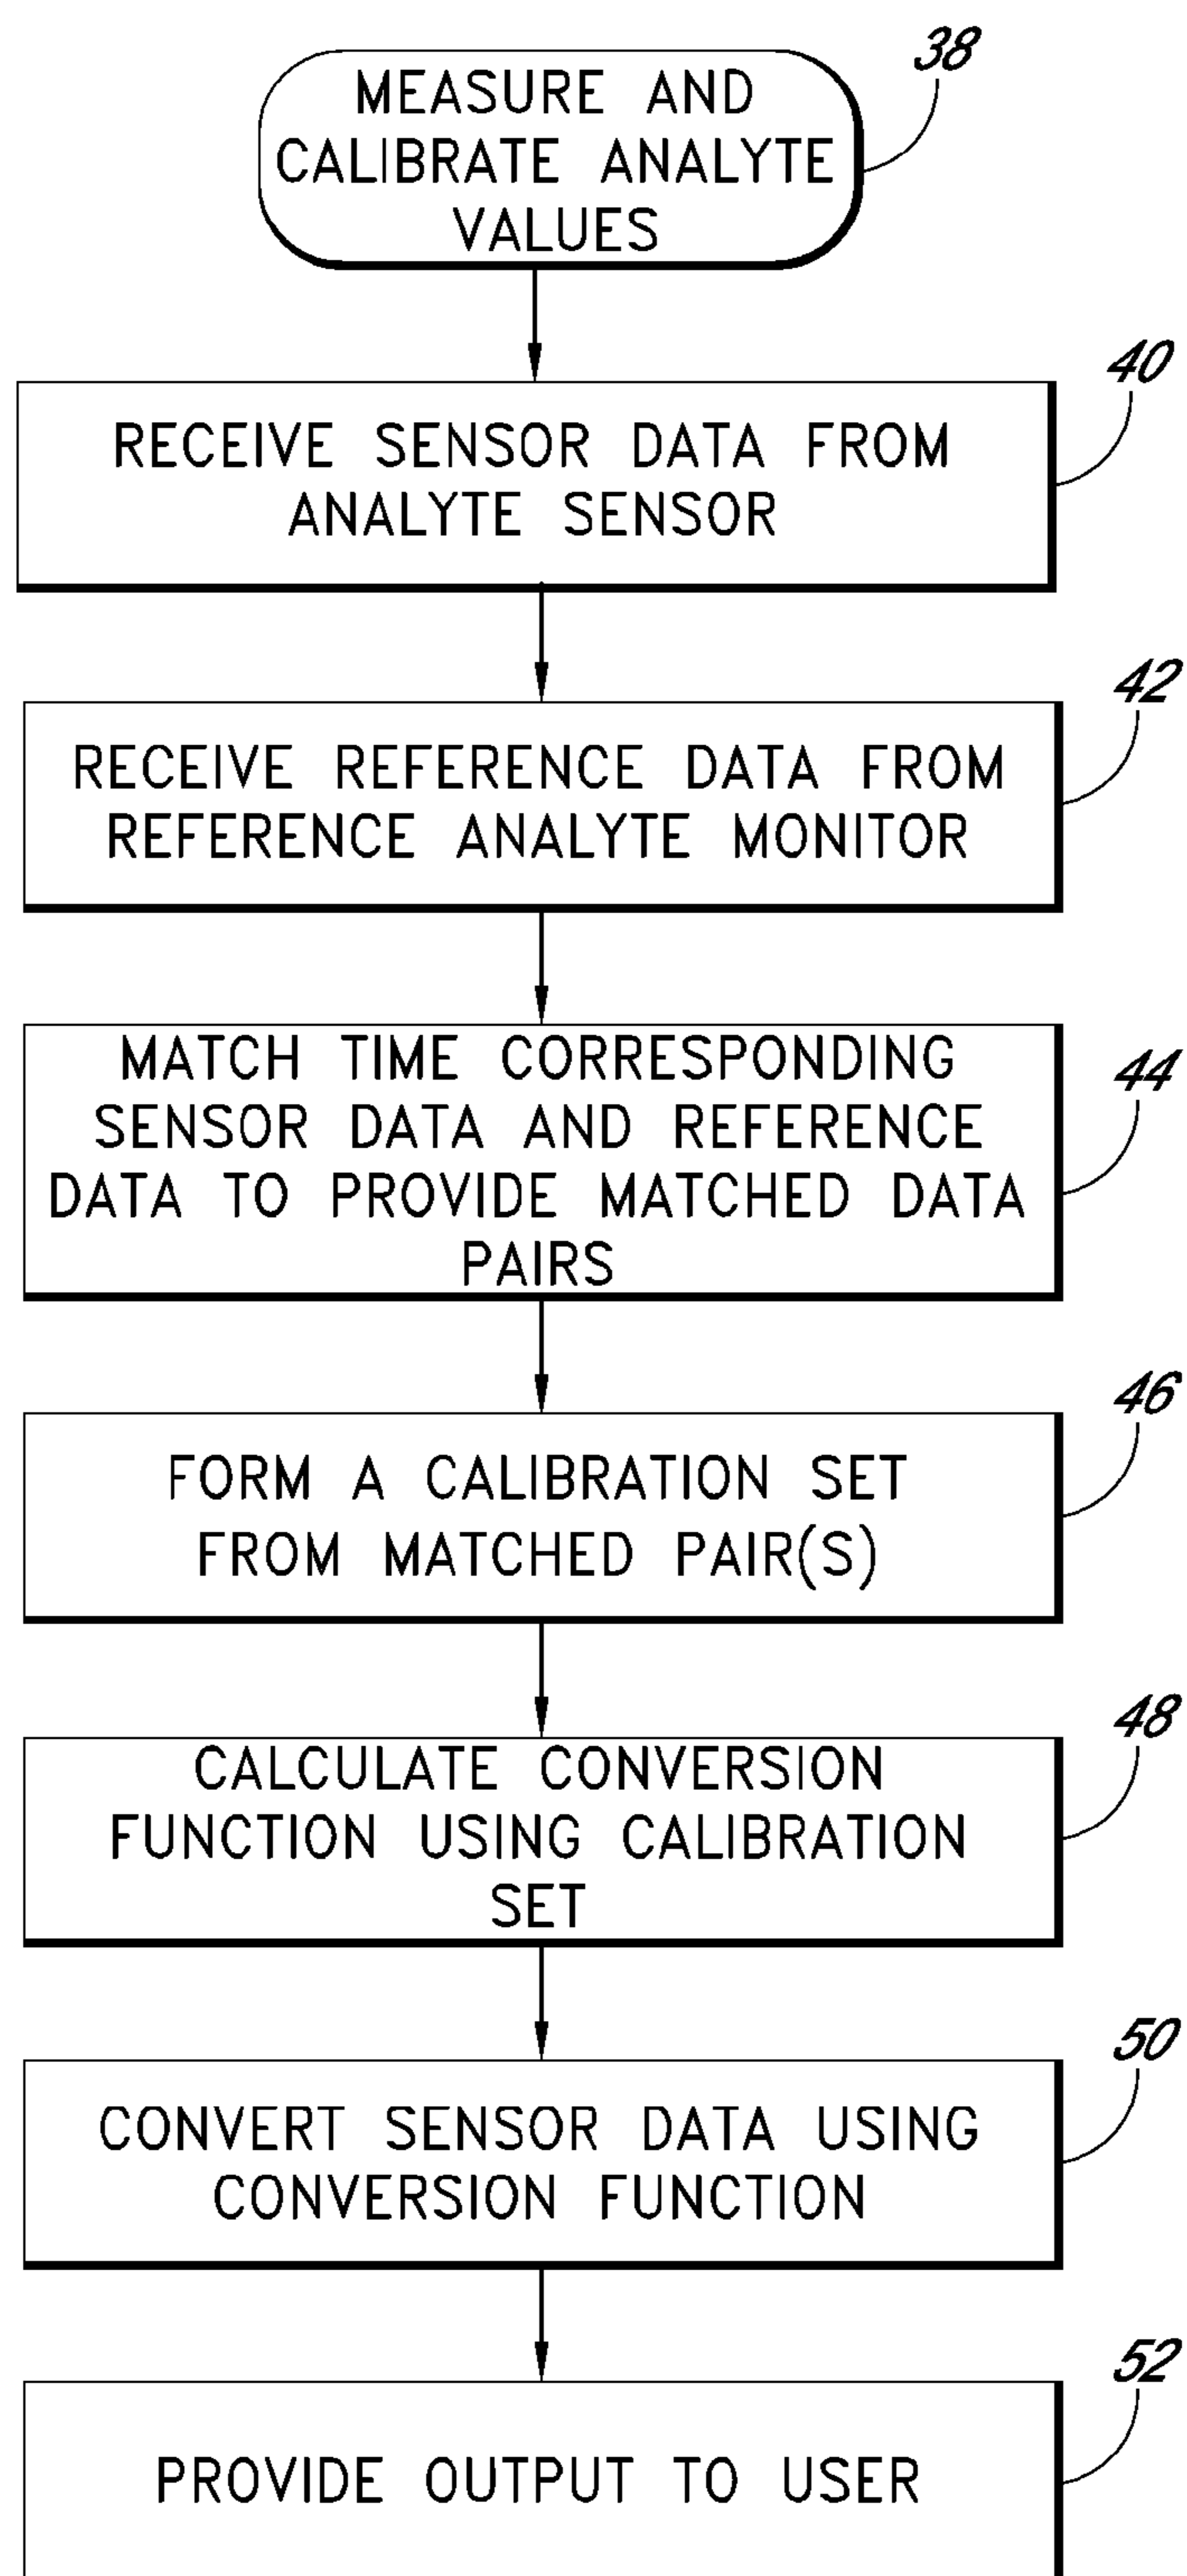 38
MEASURE AND
CALIBRATE ANALYTE
VALUES
40
RECEIVE SENSOR DATA FROM
ANALYTE SENSOR
42
RECEIVE REFERENCE DATA FROM
REFERENCE ANALYTE MONITOR
44
MATCH TIME CORRESPONDING
SENSOR DATA AND REFERENCE
DATA TO PROVIDE MATCHED DATA
PAIRS
46
FORM A CALIBRATION SET
FROM MATCHED PAIR(S)
48
CALCULATE CONVERSION
FUNCTION USING CALIBRATION
SET
50
CONVERT SENSOR DATA USING
CONVERSION FUNCTION
52
PROVIDE OUTPUT TO USER